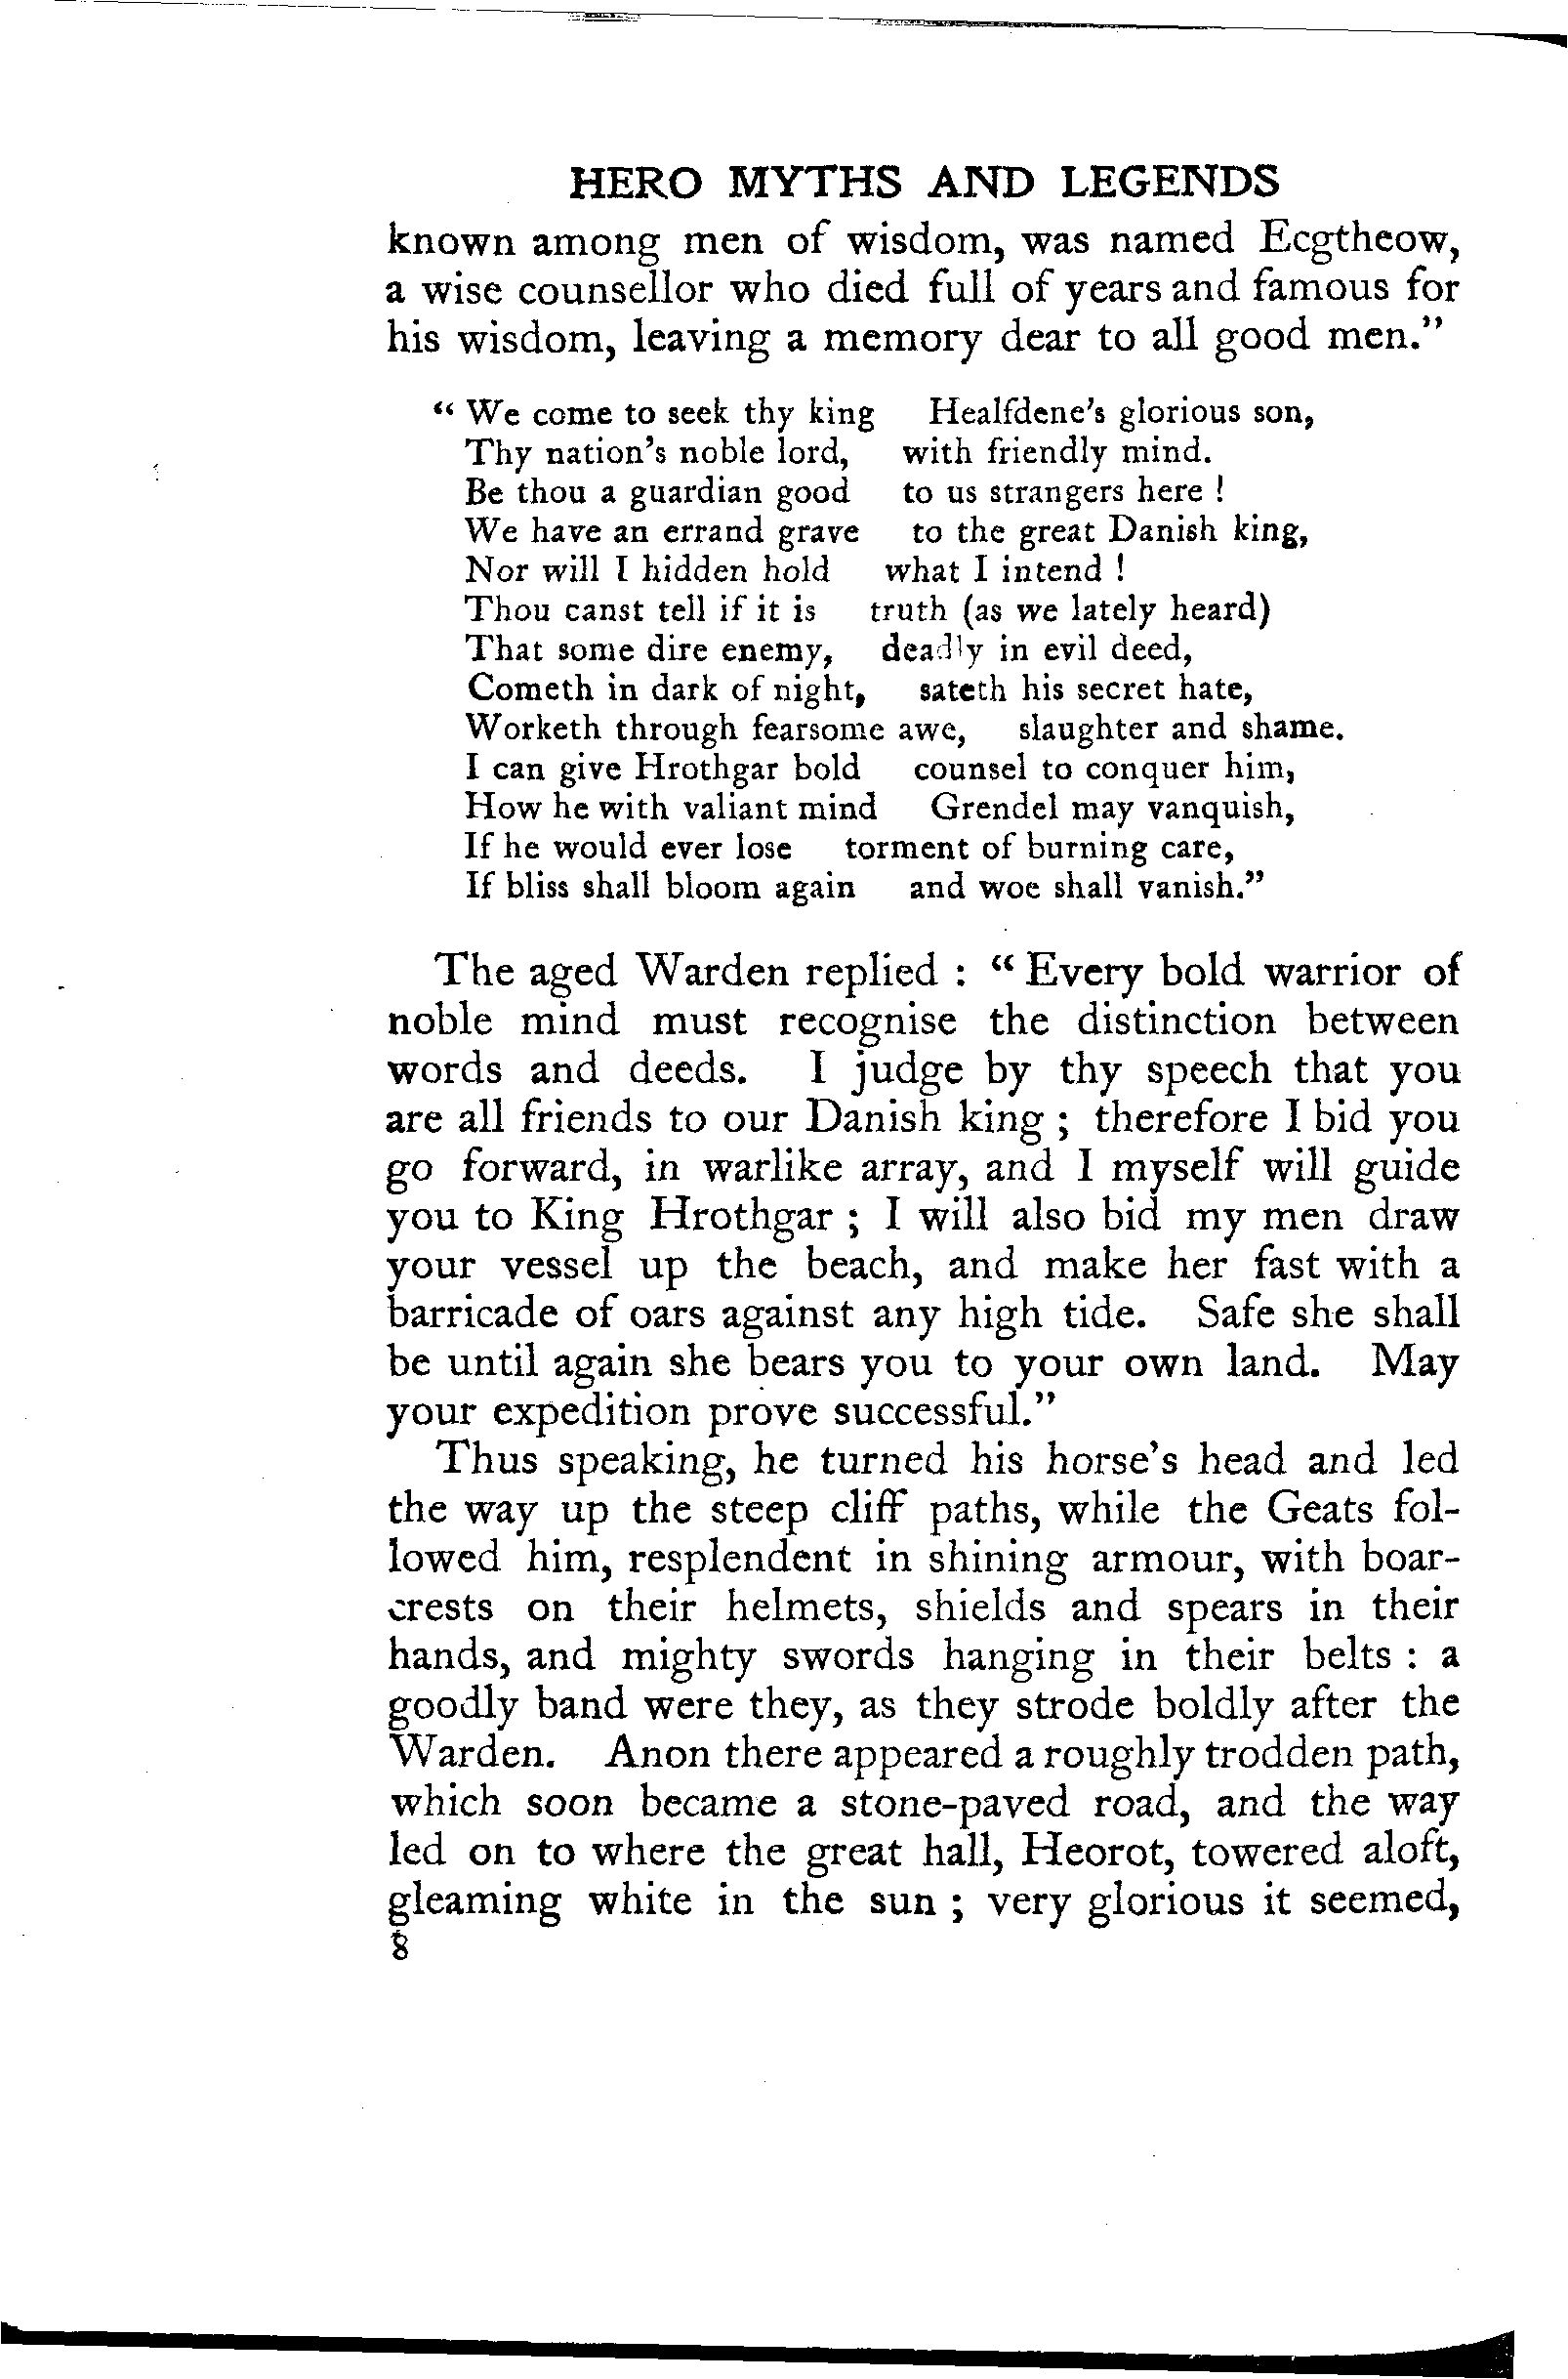 HERO MYTHS AND LEGENDS
known among men of wisdom, was named Ecgtheow,
a wise counsellor who died full of years and famous for
his wisdom, leaving a memory dear to all good men.”
“ We come to seek thy king Healfdene’s glorious son,
Thy nation’s noble lord, with friendly mind.
Be thou a guardian good to us strangers here !
We have an errand grave to the great Danish king,
Nor will I hidden hold what I intend !
Thou canst tell if it is truth (as we lately heard)
That some dire enemy, deadly in evil deed,
Cometh in dark of night, sateth his secret hate,
Worketh through fearsome awe, slaughter and shame.
I can give Hrothgar bold counsel to conquer him,
How he with valiant mind Grendel may vanquish,
If he would ever lose torment of burning care,
If bliss shall bloom again and woe shall vanish.”
The aged Warden replied : “ Every bold warrior of
noble mind must recognise the distinction between
words and deeds. I judge by thy speech that you
are all friends to our Danish king ; therefore I bid you
go forward, in warlike array, and I myself will guide
you to King Hrothgar ; I will also bid my men draw
your vessel up the beach, and make her fast with a
barricade of oars against any high tide. Safe she shall
be until again she bears you to your own land. May
your expedition prove successful.”
Thus speaking, he turned his horse’s head and led
the way up the steep cliff paths, while the Geats fol-
lowed him, resplendent in shining armour, with boar-
crests on their helmets, shields and spears in their
hands, and mighty swords hanging in their belts : a
goodly band were they, as they strode boldly after the
Warden. Anon there appeared a roughly trodden path,
which soon became a stone-paved road, and the way
led on to where the great hall, Heorot, towered aloft,
gleaming white in the sun ; very glorious it seemed,
8